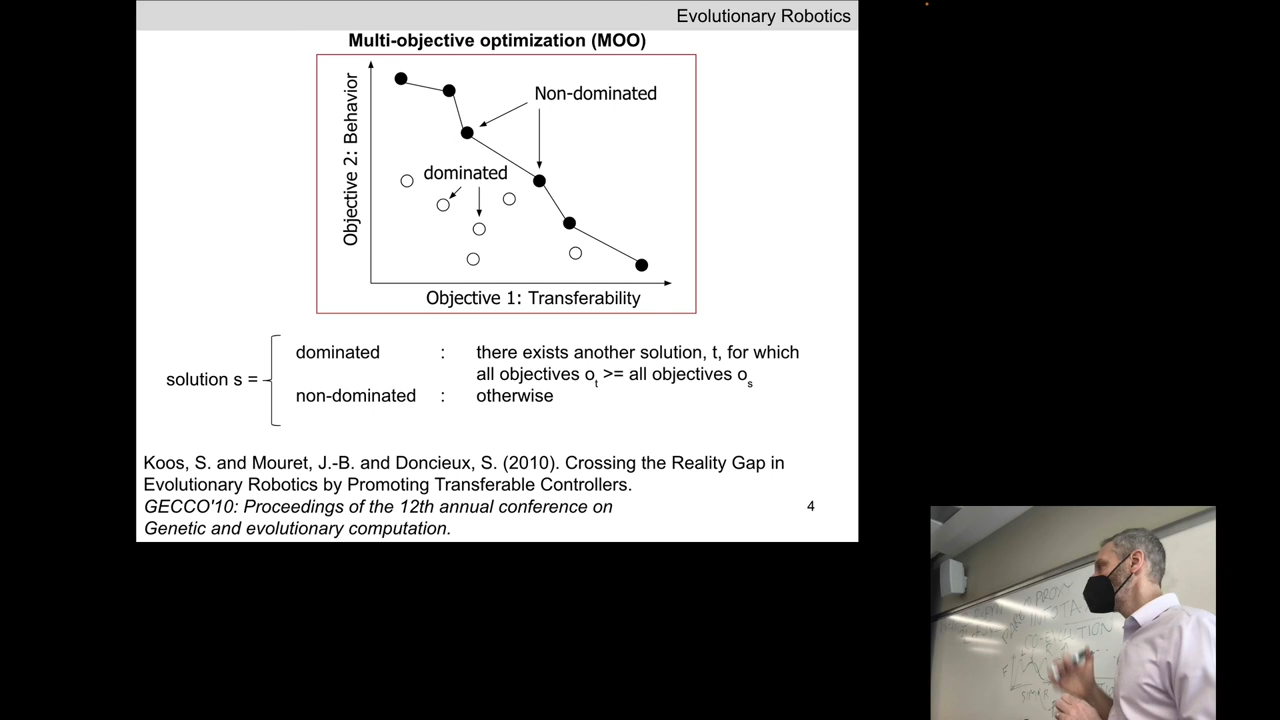 Evolutionary Robotics
Multi-objective optimization (MOO)
Objective 2: Behavior
Non-dominated
dominated
Objective 1: Transferability
solution s =
dominated : there exists another solution, t, for which
all objectives ot >= all objectives os
non-dominated : otherwise
Koos, S. and Mouret, J.-B. and Doncieux, S. (2010). Crossing the Reality Gap in
Evolutionary Robotics by Promoting Transferable Controllers.
GECCO'10: Proceedings of the 12th annual conference on
Genetic and evolutionary computation.
4